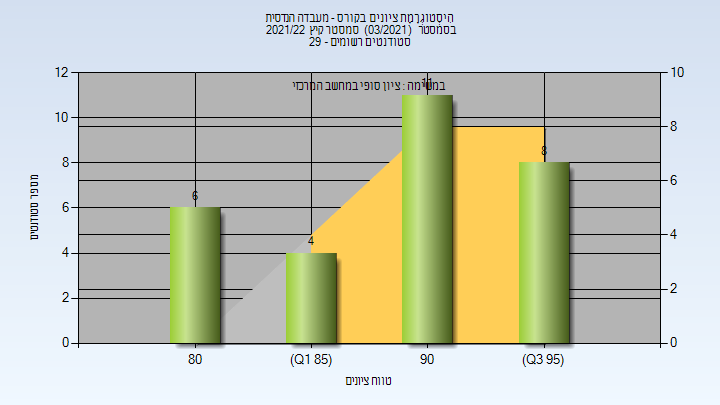 היסטוגרמת ציונים בקורס - מעבדה הנדסית
בסמסטר (03/2021) סמסטר קיץ 2021/22
סטודנטים רשומים - 29
במשימה : ציון סופי במחשב המרכזי
12
10
8
6
4
2
0
10
8
6
4
2
0
מספר סטודנטים
6
4
11
8
80
(Q1 85)
90
(Q3 95)
טווח ציונים